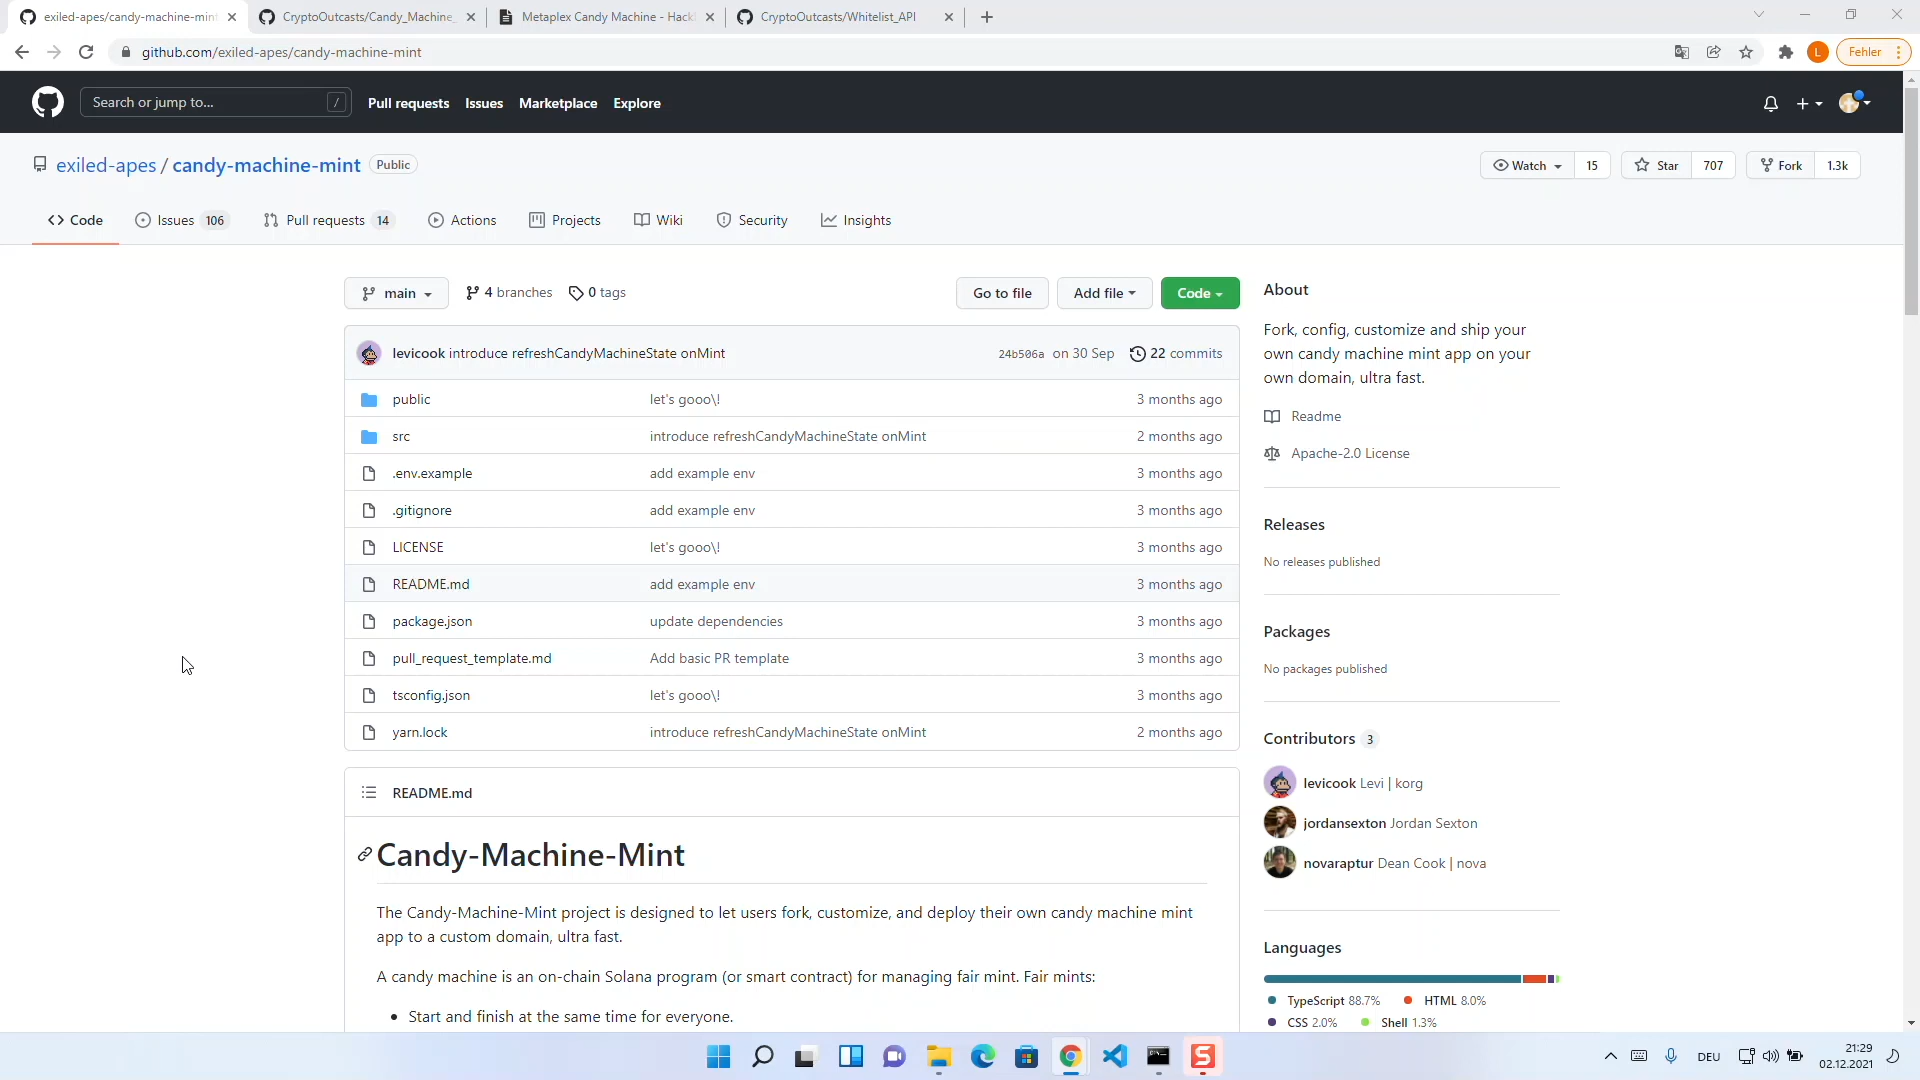 exiled-apes/candy-machine-mint
CryptoOutcasts/Candy_Machine_
Metaplex Candy Machine - Hack
CryptoOutcasts/Whitelist_API
github.com/exiled-apes/candy-machine-mint
L
Fehler
Search or jump to...
/
Pull requests
Issues
Marketplace
Explore
exiled-apes / candy-machine-mint
Public
Watch
15
Star
707
Fork
1.3k
Code
Issues 106
Pull requests 14
Actions
Projects
Wiki
Security
Insights
main
4 branches
0 tags
Go to file
Add file
Code
levicook introduce refreshCandyMachineState onMint
24b506a on 30 Sep
22 commits
public let's gooo\! 3 months ago
src introduce refreshCandyMachineState onMint 2 months ago
.env.example add example env 3 months ago
.gitignore add example env 3 months ago
LICENSE let's gooo\! 3 months ago
README.md add example env 3 months ago
package.json update dependencies 3 months ago
pull_request_template.md Add basic PR template 3 months ago
tsconfig.json let's gooo\! 3 months ago
yarn.lock introduce refreshCandyMachineState onMint 2 months ago
README.md
Candy-Machine-Mint
The Candy-Machine-Mint project is designed to let users fork, customize, and deploy their own candy machine mint
app to a custom domain, ultra fast.
A candy machine is an on-chain Solana program (or smart contract) for managing fair mint. Fair mints:
• Start and finish at the same time for everyone.
About
Fork, config, customize and ship your
own candy machine mint app on your
own domain, ultra fast.
Readme
Apache-2.0 License
Releases
No releases published
Packages
No packages published
Contributors 3
levicook Levi | korg
jordansexton Jordan Sexton
novaraptur Dean Cook | nova
Languages
TypeScript 88.7%
HTML 8.0%
CSS 2.0%
Shell 1.3%
DEU
21:29
02.12.2021